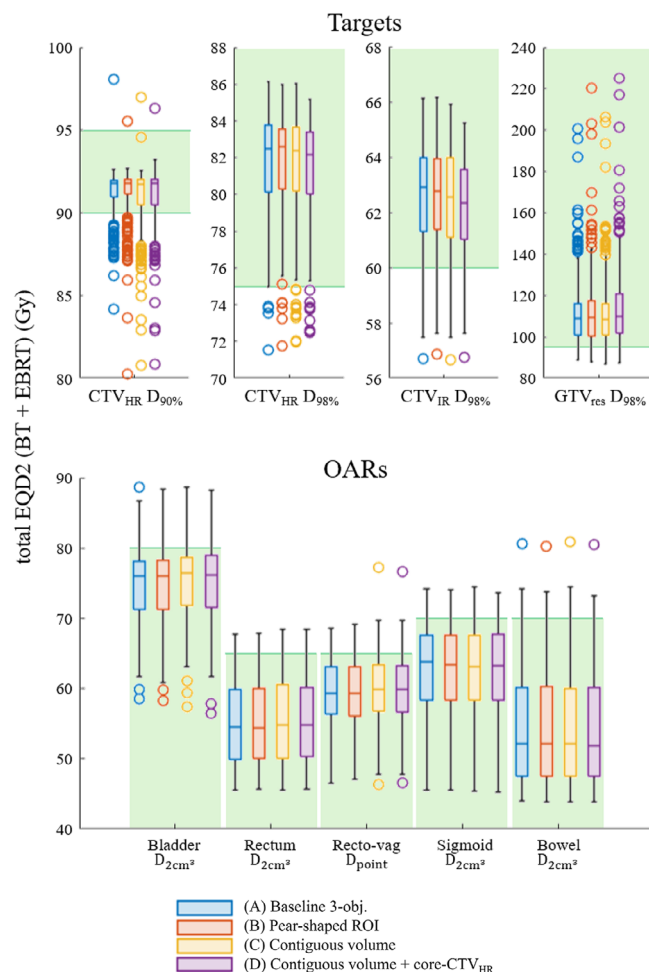 Targets
100
95
90
85
80
CTV_HR D_90%
88
86
84
82
80
78
76
74
72
70
CTV_HR D_98%
68
66
64
62
60
58
56
CTV_IR D_98%
240
220
200
180
160
140
120
100
80
GTV_res D_98%
total EQD2 (BT + EBRT) (Gy)
OARs
90
80
70
60
50
40
Bladder
D_2cm³
Rectum
D_2cm³
Recto-vag
D_point
Sigmoid
D_2cm³
Bowel
D_2cm³
(A) Baseline 3-obj.
(B) Pear-shaped ROI
(C) Contiguous volume
(D) Contiguous volume + core-CTV_HR